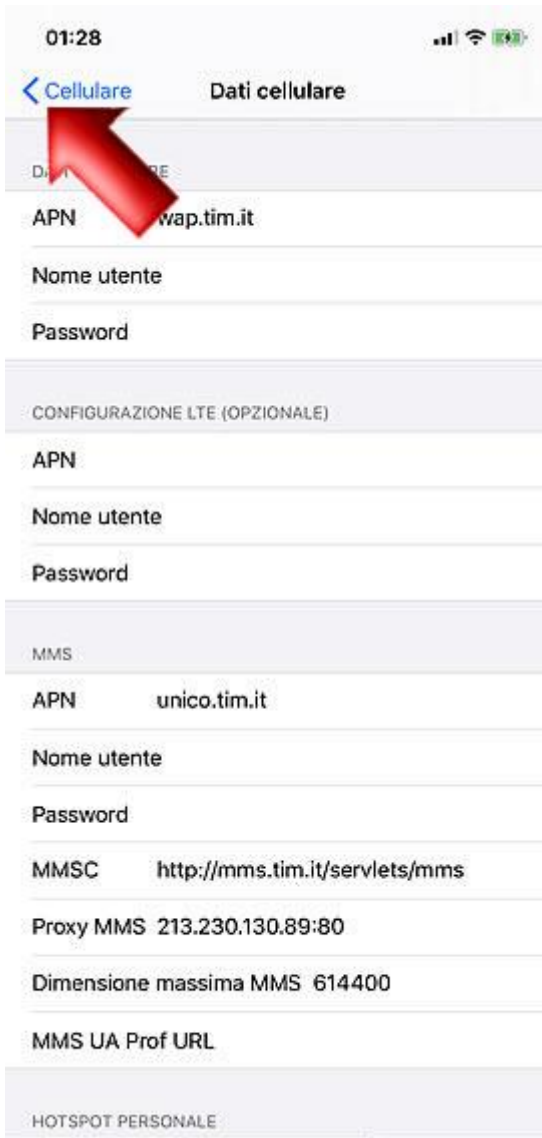 01:28
Cellulare Dati cellulare
APN wap.tim.it
Nome utente
Password
CONFIGURAZIONE LTE (OPZIONALE)
APN
Nome utente
Password
MMS
APN unico.tim.it
Nome utente
Password
MMSC http://mms.tim.it/servlets/mms
Proxy MMS 213.230.130.89:80
Dimensione massima MMS 614400
MMS UA Prof URL
HOTSPOT PERSONALE